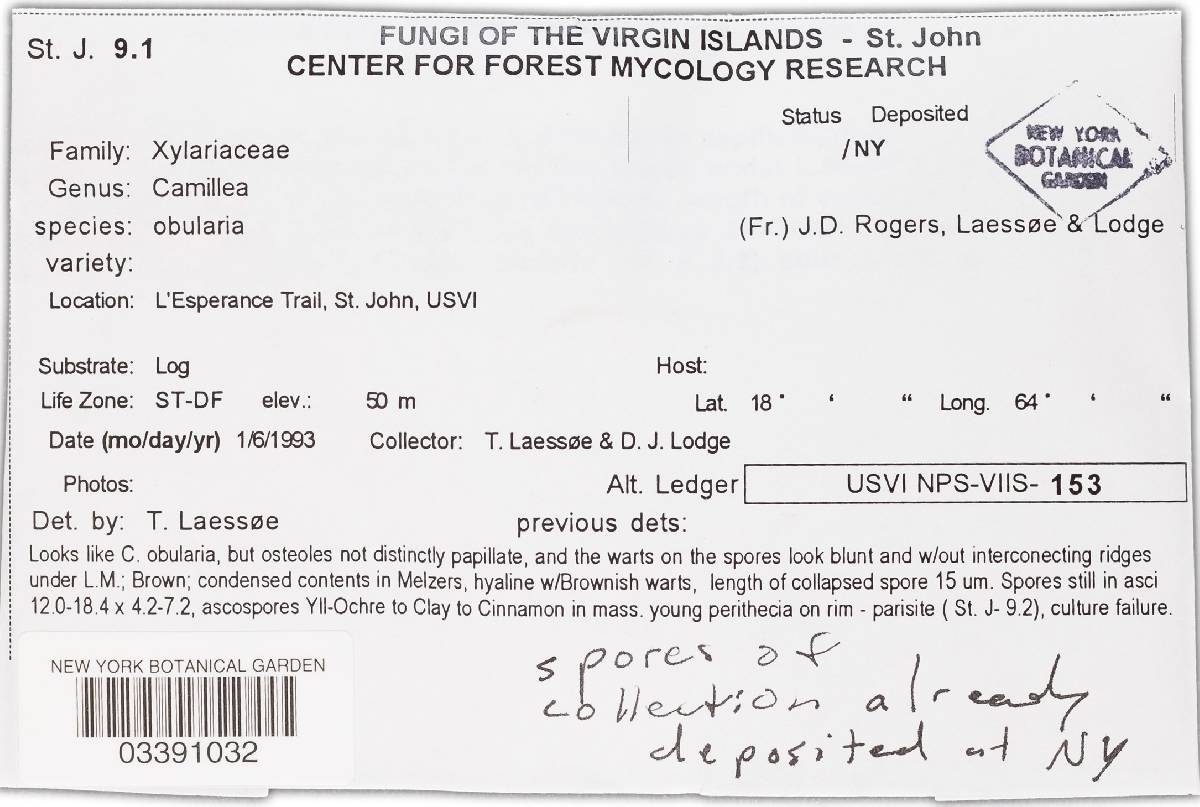 St. J. 9.1
FUNGI OF THE VIRGIN ISLANDS - St. John
CENTER FOR FOREST MYCOLOGY RESEARCH
Status Deposited
/NY
NEW YORK
BOTANICAL
GARDEN
Family: Xylariaceae
Genus: Camillea
species: obularia
(Fr.) J.D. Rogers, Laessøe & Lodge
variety:
Location: L'Esperance Trail, St. John, USVI
Substrate: Log Host:
Life Zone: ST-DF elev.: 50 m Lat. 18° ‘ “ Long. 64° ‘ “
Date (mo/day/yr) 1/6/1993 Collector: T. Laessøe & D. J. Lodge
Photos: Alt. Ledger USVI NPS-VIIS- 153
Det. by: T. Laessøe previous dets:
Looks like C. obularia, but osteoles not distinctly papillate, and the warts on the spores look blunt and w/out interconecting ridges
under L.M.; Brown; condensed contents in Melzers, hyaline w/Brownish warts, length of collapsed spore 15 um. Spores still in asci
12.0-18.4 x 4.2-7.2, ascospores Yll-Ochre to Clay to Cinnamon in mass. young perithecia on rim - parisite ( St. J- 9.2), culture failure.
spores of
collection already
deposited at NY
NEW YORK BOTANICAL GARDEN
03391032